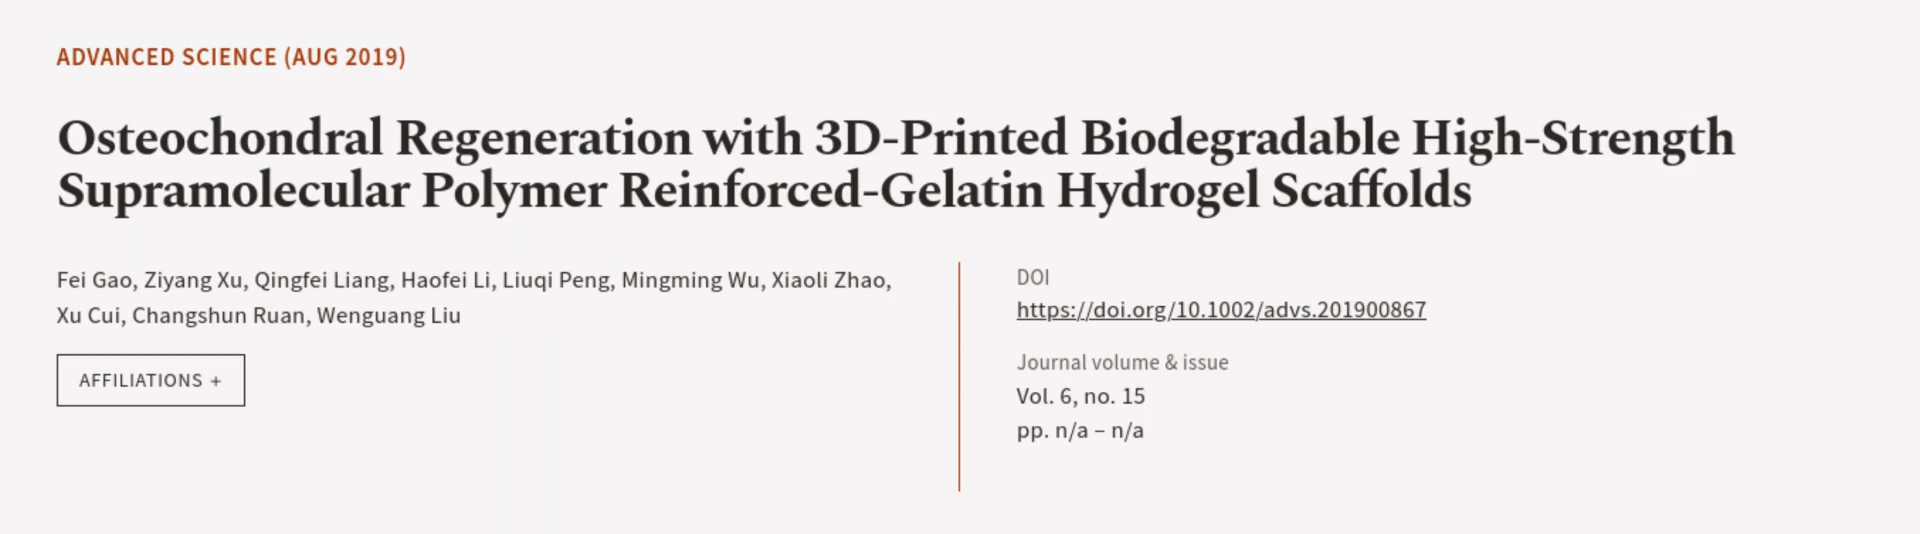 ADVANCED SCIENCE (AUG 2019)
Osteochondral Regeneration with 3D-Printed Biodegradable High-Strength
Supramolecular Polymer Reinforced-Gelatin Hydrogel Scaffolds
Fei Gao, Ziyang Xu, Qingfei Liang, Haofei Li, Liuqi Peng, Mingming Wu, Xiaoli Zhao,
Xu Cui, Changshun Ruan, Wenguang Liu
AFFILIATIONS +
DOI
https://doi.org/10.1002/advs.201900867
Journal volume & issue
Vol. 6, no. 15
pp. n/a – n/a